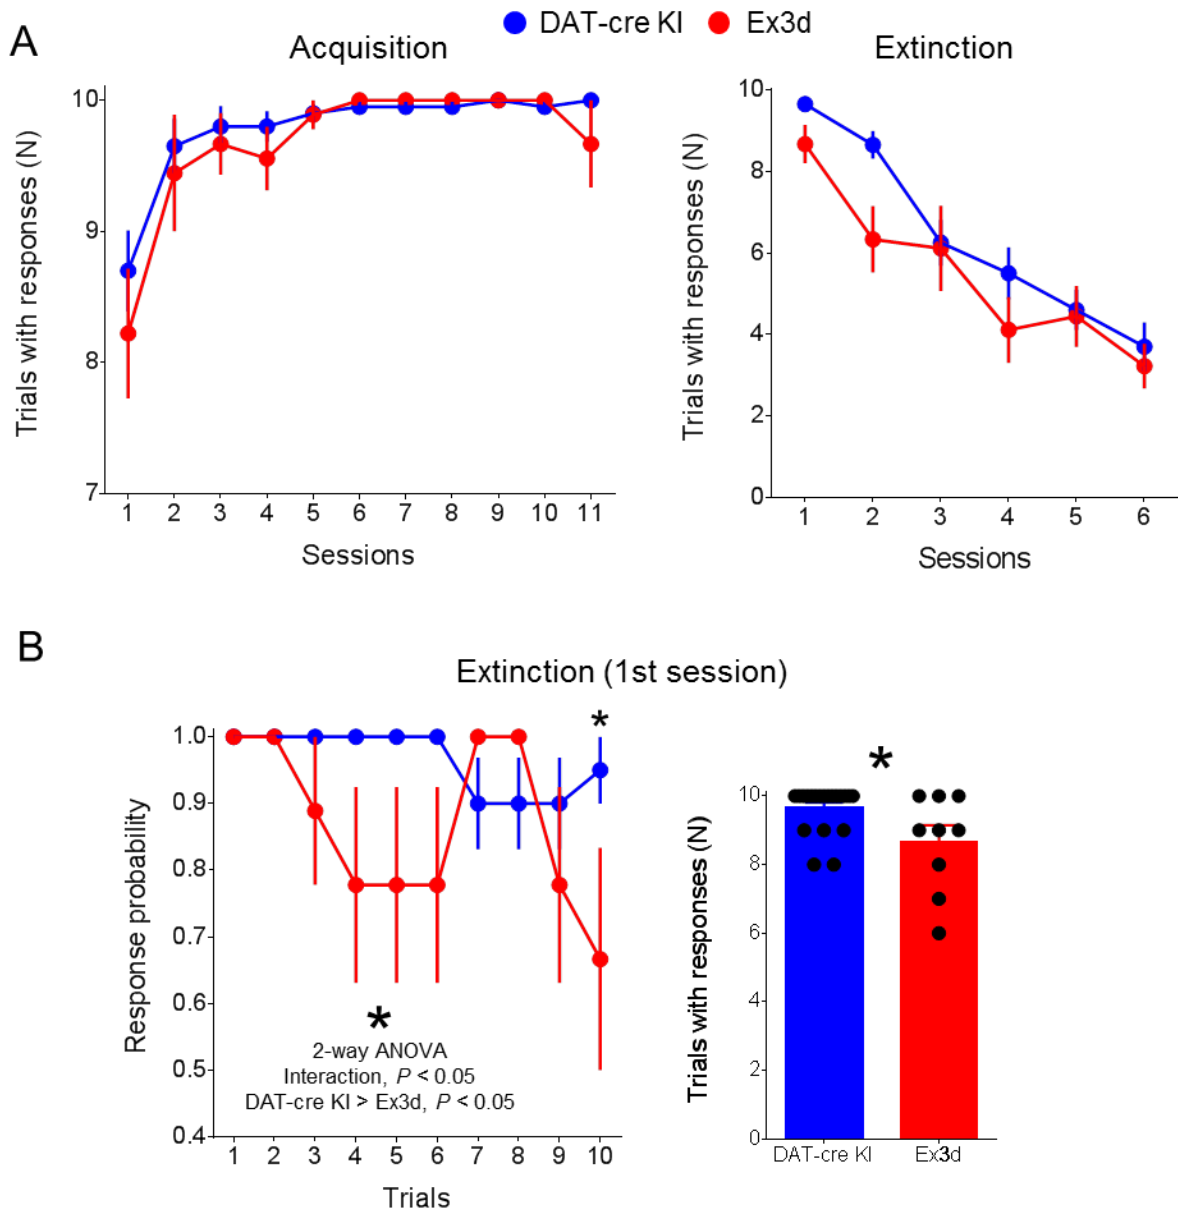 A
DAT-cre KI
Ex3d
Acquisition
Extinction
Trials with responses (N)
10
9
8
7
1 2 3 4 5 6 7 8 9 10 11
Sessions
Trials with responses (N)
10
8
6
4
2
0
1 2 3 4 5 6
Sessions
B
Extinction (1st session)
Response probability
1.0
0.9
0.8
0.7
0.6
0.5
0.4
*
*
2-way ANOVA
Interaction, P < 0.05
DAT-cre KI > Ex3d, P < 0.05
1 2 3 4 5 6 7 8 9 10
Trials
*
Trials with responses (N)
10
8
6
4
2
0
DAT-cre KI Ex3d